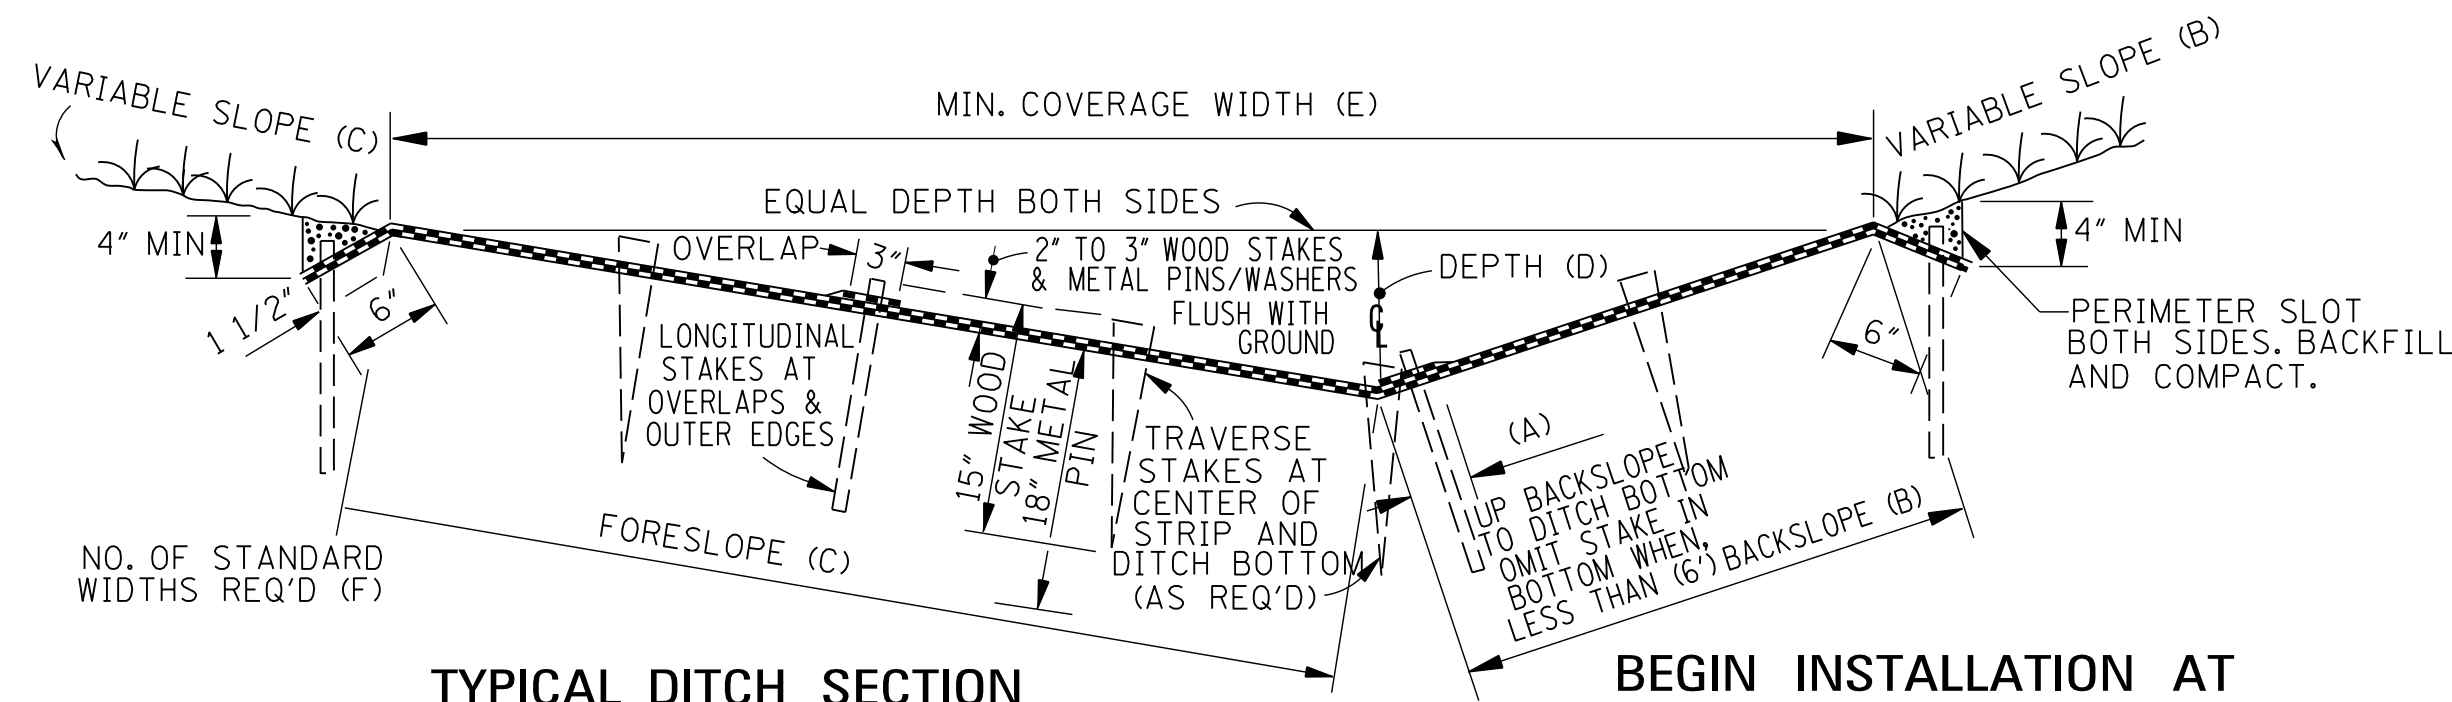 VARIABLE SLOPE (C)
MIN. COVERAGE WIDTH (E)
VARIABLE SLOPE (B)
EQUAL DEPTH BOTH SIDES
4" MIN
OVERLAP
3"
2" TO 3" WOOD STAKES
& METAL PINS/WASHERS
FLUSH WITH
GROUND
DEPTH (D)
CL
4" MIN
1 1/2"
6"
6"
PERIMETER SLOT
BOTH SIDES. BACKFILL
AND COMPACT.
LONGITUDINAL
STAKES AT
OVERLAPS &
OUTER EDGES
15" WOOD
STAKE
18" METAL
PIN
TRAVERSE
STAKES AT
CENTER OF
STRIP AND
DITCH BOTTOM
(AS REQ'D)
(A)
UP BACKSLOPE
TO DITCH BOTTOM
OMIT STAKE IN
BOTTOM WHEN,
LESS THAN (6')
BACKSLOPE (B)
FORESLOPE (C)
NO. OF STANDARD
WIDTHS REQ'D (F)
TYPICAL DITCH SECTION
BEGIN INSTALLATION AT